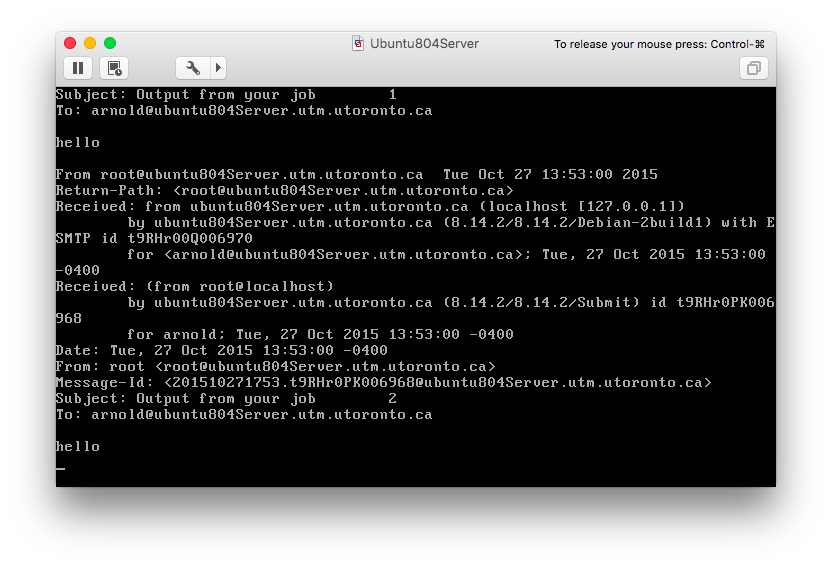 Ubuntu804Server
To release your mouse press: Control-⌘
Subject: Output from your job        1
To: arnold@ubuntu804Server.utm.utoronto.ca
hello
From root@ubuntu804Server.utm.utoronto.ca  Tue Oct 27 13:53:00 2015
Return-Path: <root@ubuntu804Server.utm.utoronto.ca>
Received: from ubuntu804Server.utm.utoronto.ca (localhost [127.0.0.1])
        by ubuntu804Server.utm.utoronto.ca (8.14.2/8.14.2/Debian-2build1) with E
SMTP id t9RHr00Q006970
        for <arnold@ubuntu804Server.utm.utoronto.ca>; Tue, 27 Oct 2015 13:53:00
-0400
Received: (from root@localhost)
        by ubuntu804Server.utm.utoronto.ca (8.14.2/8.14.2/Submit) id t9RHr0PK006
968
        for arnold; Tue, 27 Oct 2015 13:53:00 -0400
Date: Tue, 27 Oct 2015 13:53:00 -0400
From: root <root@ubuntu804Server.utm.utoronto.ca>
Message-Id: <201510271753.t9RHr0PK006968@ubuntu804Server.utm.utoronto.ca>
Subject: Output from your job        2
To: arnold@ubuntu804Server.utm.utoronto.ca
hello